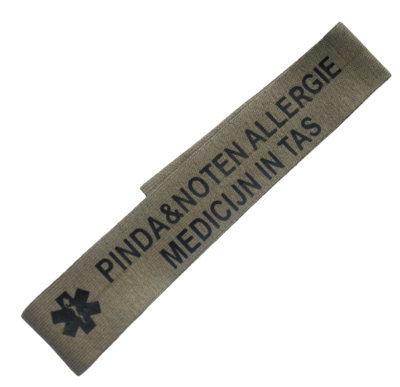 PINDA&NOTEN ALLERGIE
MEDICIJN IN TAS